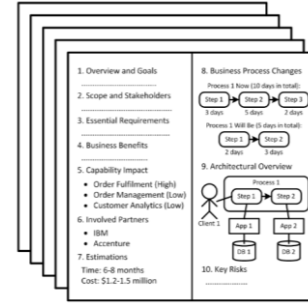 1. Overview and Goals
2. Scope and Stakeholders
3. Essential Requirements
4. Business Benefits
5. Capability Impact
• Order Fulfilment (High)
• Order Management (Low)
• Customer Analytics (Low)
6. Involved Partners
• IBM
• Accenture
7. Estimations
Time: 6-8 months
Cost: $1.2-1.5 million
8. Business Process Changes
Process 1 Now (10 days in total):
Step 1 Step 2 Step 3
3 days 5 days 2 days
Process 1 Will Be (5 days in total):
Step 1 Step 2
2 days 3 days
9. Architectural Overview
Process 1
Step 1 Step 2
Client 1
App 1 App 2
DB 1 DB 2
10. Key Risks